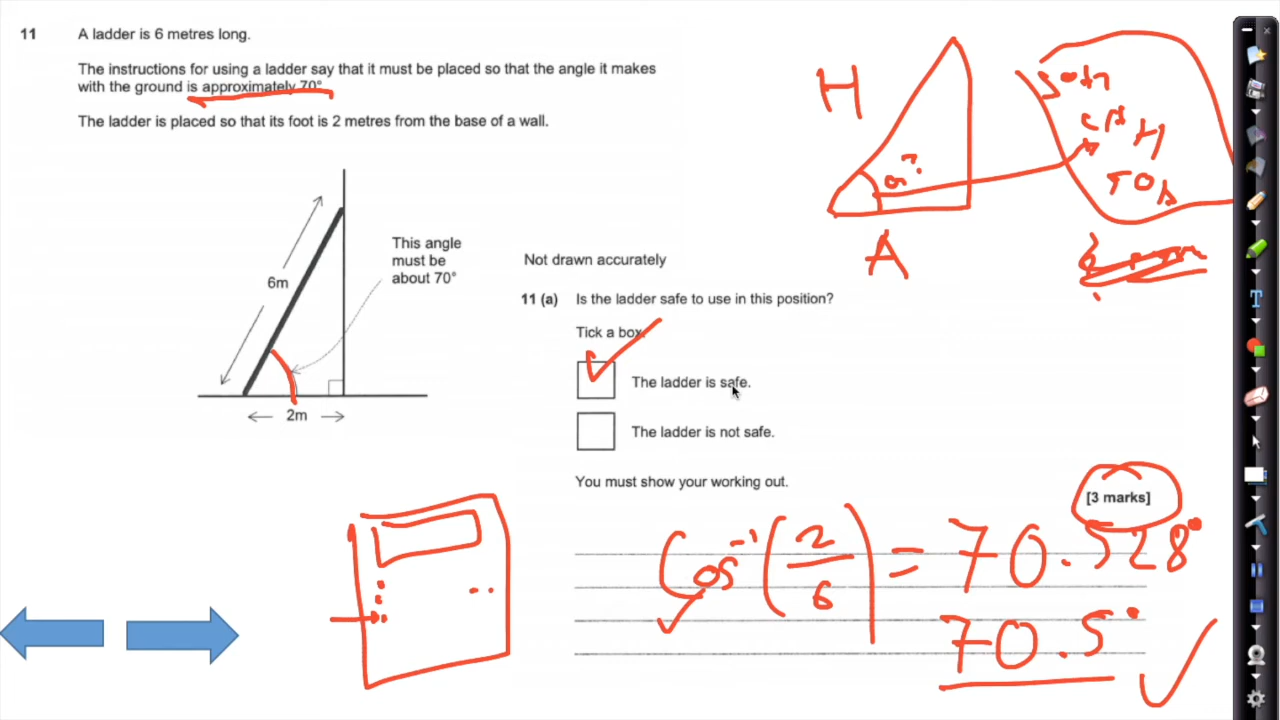 11 A ladder is 6 metres long.
The instructions for using a ladder say that it must be placed so that the angle it makes
with the ground is approximately 70°
The ladder is placed so that its foot is 2 metres from the base of a wall.
H
A
6m
This angle
must be
about 70°
2m
Not drawn accurately
11 (a) Is the ladder safe to use in this position?
Tick a box
The ladder is safe.
The ladder is not safe.
You must show your working out.
[3 marks]
Cos⁻¹(2/6) = 70.528°
70.5°
T